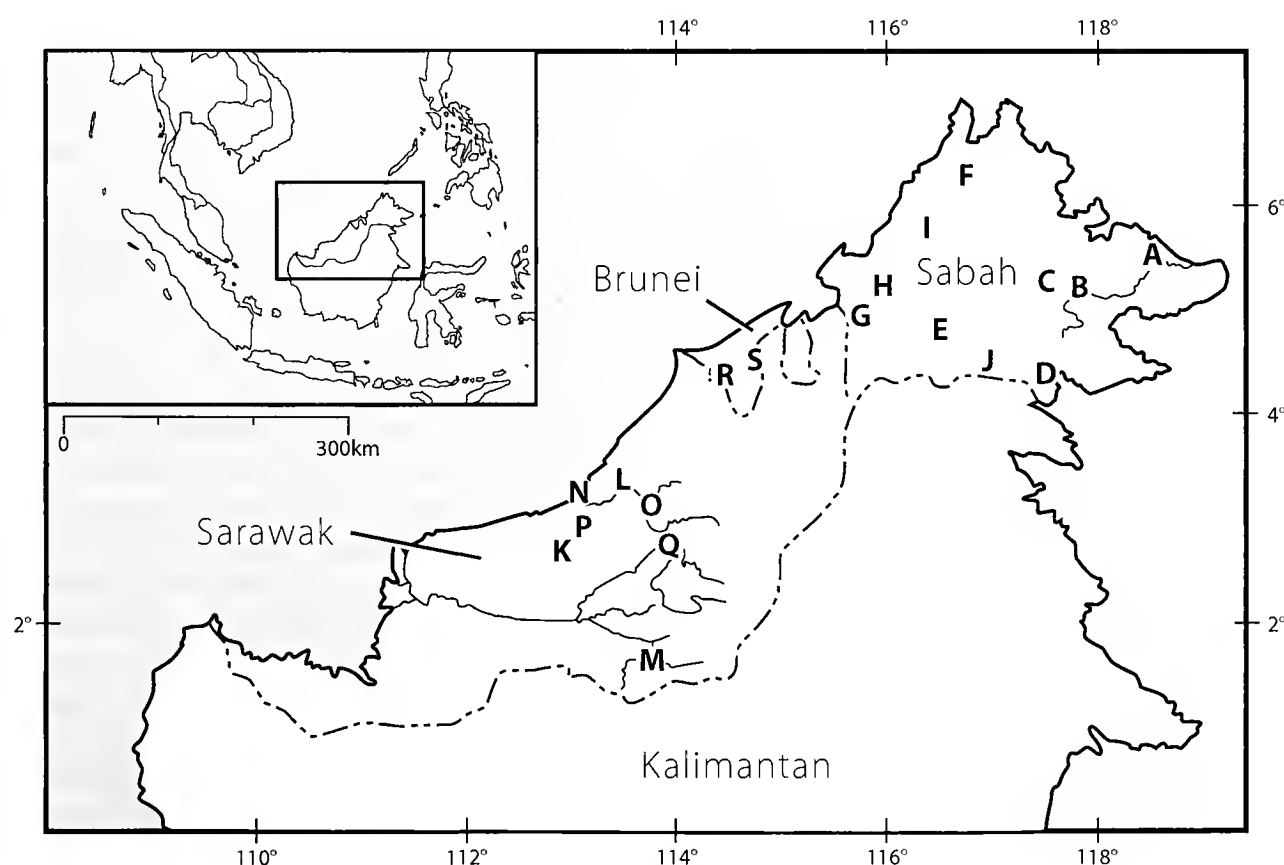 114° 116° 118°
F
6°
I
A
Brunei
H
Sabah
C
B
G
E
S
J
R
D
0 300km
4°
N
L
O
Sarawak
P
K
Q
2°
2°
M
Kalimantan
110° 112° 114° 116° 118°